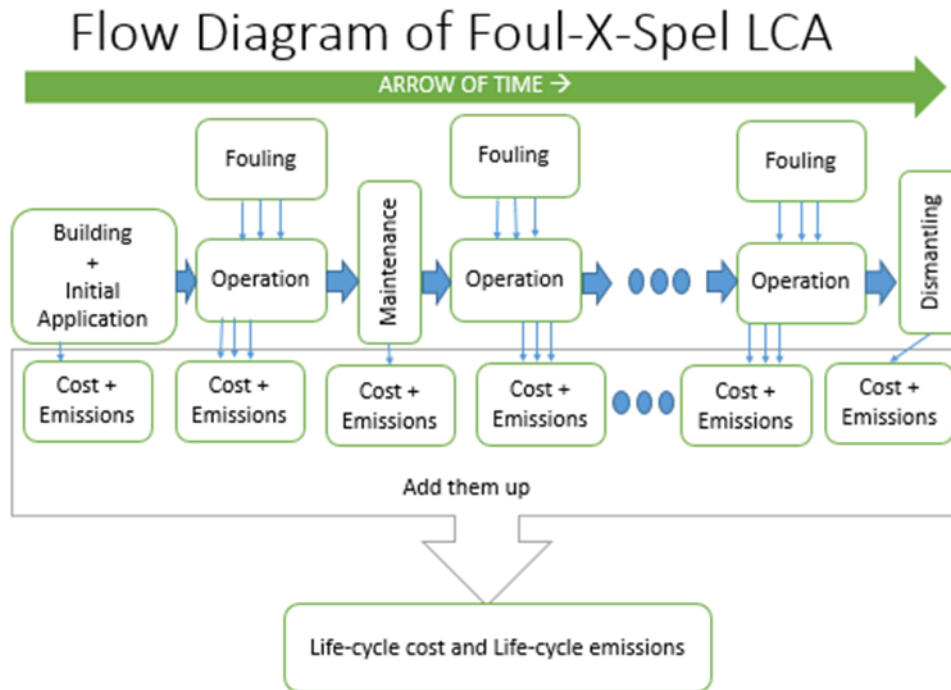 Flow Diagram of Foul-X-Spel LCA
ARROW OF TIME →
Fouling
Fouling
Fouling
Building
+
Initial
Application
Operation
Maintenance
Operation
Operation
Dismantling
Cost +
Emissions
Cost +
Emissions
Cost +
Emissions
Cost +
Emissions
Cost +
Emissions
Cost +
Emissions
Add them up
Life-cycle cost and Life-cycle emissions